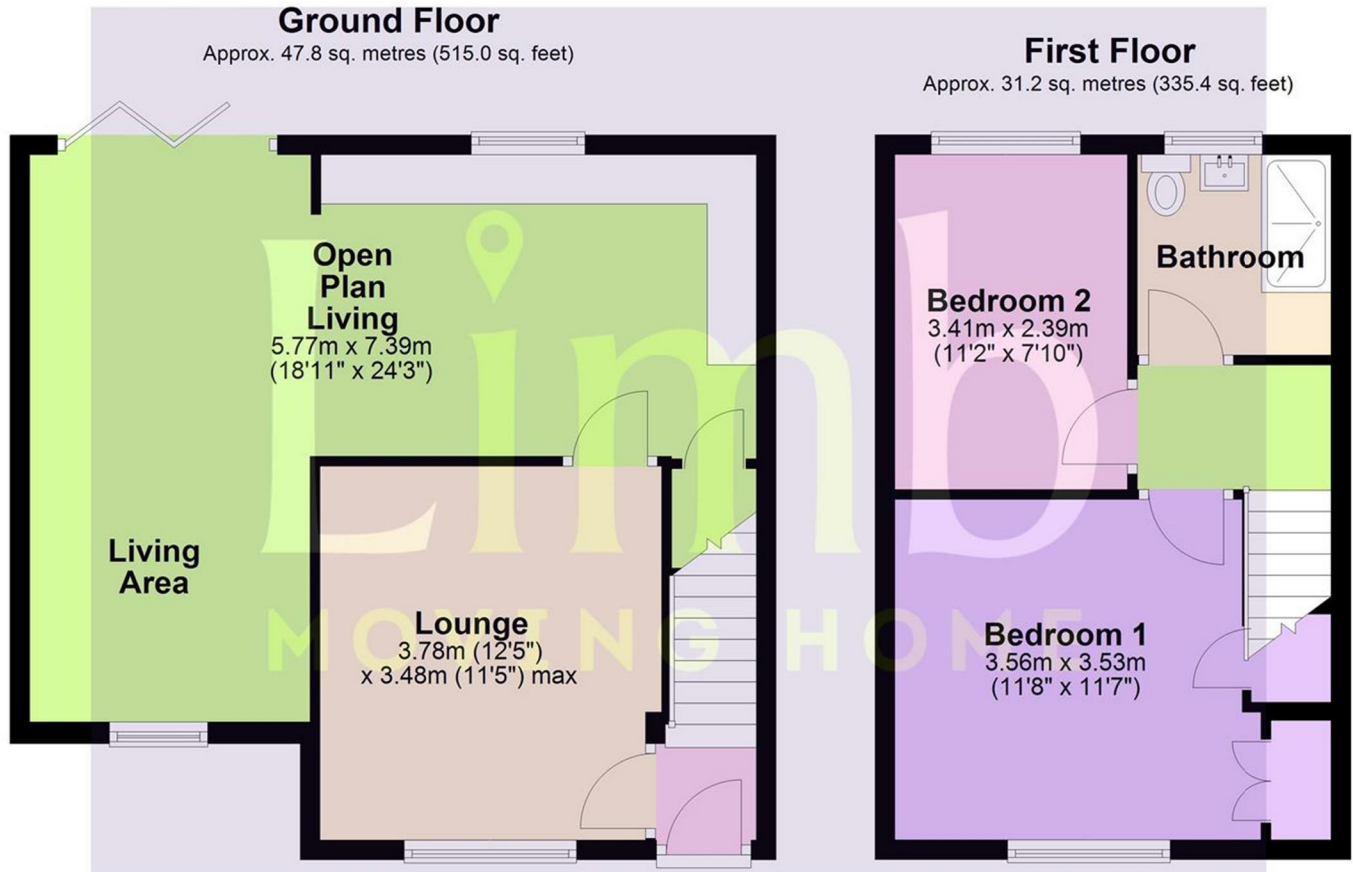 Ground Floor
Approx. 47.8 sq. metres (515.0 sq. feet)
First Floor
Approx. 31.2 sq. metres (335.4 sq. feet)
Open
Plan
Living
5.77m x 7.39m
(18'11" x 24'3")
Living
Area
Lounge
3.78m (12'5")
x 3.48m (11'5") max
Bedroom 2
3.41m x 2.39m
(11'2" x 7'10")
Bathroom
Bedroom 1
3.56m x 3.53m
(11'8" x 11'7")
Limb
MOVING HOME